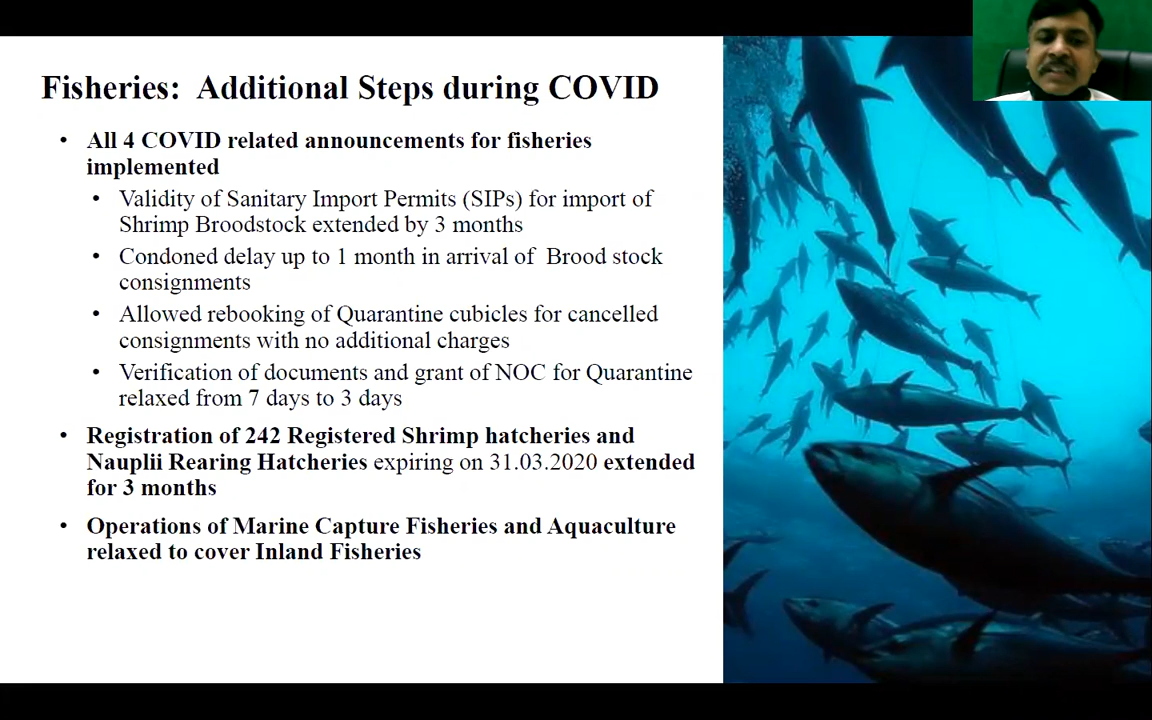 Fisheries:  Additional Steps during COVID
• All 4 COVID related announcements for fisheries
implemented
• Validity of Sanitary Import Permits (SIPs) for import of
Shrimp Broodstock extended by 3 months
• Condoned delay up to 1 month in arrival of  Brood stock
consignments
• Allowed rebooking of Quarantine cubicles for cancelled
consignments with no additional charges
• Verification of documents and grant of NOC for Quarantine
relaxed from 7 days to 3 days
• Registration of 242 Registered Shrimp hatcheries and
Nauplii Rearing Hatcheries expiring on 31.03.2020 extended
for 3 months
• Operations of Marine Capture Fisheries and Aquaculture
relaxed to cover Inland Fisheries